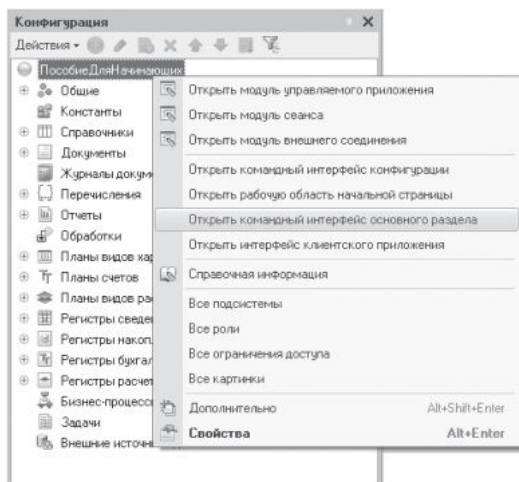 Конфигурация
Действия
ПособиеДляНачинающих
Общие
Константы
Справочники
Документы
Журналы докум
Перечисления
Отчеты
Обработки
Планы видов хар
Планы счетов
Планы видов рас
Регистры сведен
Регистры накоп.
Регистры бухгал
Регистры расчет
Бизнес-процесс
Задачи
Внешние источн
Открыть модуль управляемого приложения
Открыть модуль сеанса
Открыть модуль внешнего соединения
Открыть командный интерфейс конфигурации
Открыть рабочую область начальной страницы
Открыть командный интерфейс основного раздела
Открыть интерфейс клиентского приложения
Справочная информация
Все подсистемы
Все роли
Все ограничения доступа
Все картинки
Дополнительно Alt+Shift+Enter
Свойства Alt+Enter